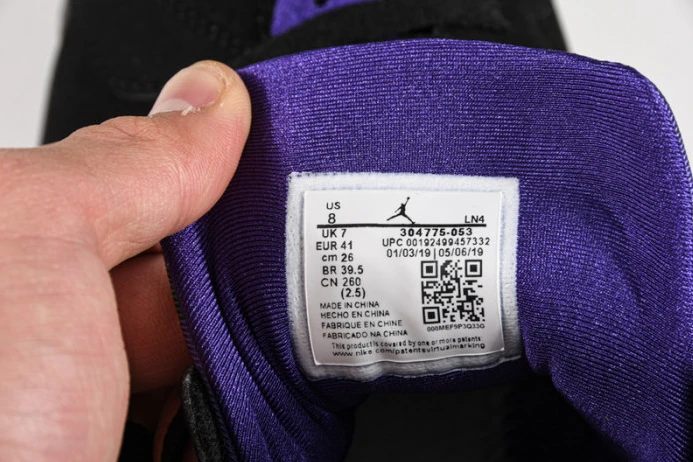 US
8
LN4
UK 7
304775-053
EUR 41
UPC 00192499457332
cm 26
01/03/19 | 05/06/19
BR 39.5
CN 260
(2.5)
MADE IN CHINA
HECHO EN CHINA
FABRIQUE EN CHINE
FABRICADO NA CHINA
This product is covered by one or more patents
www.nike.com/patentsvirtualmarking